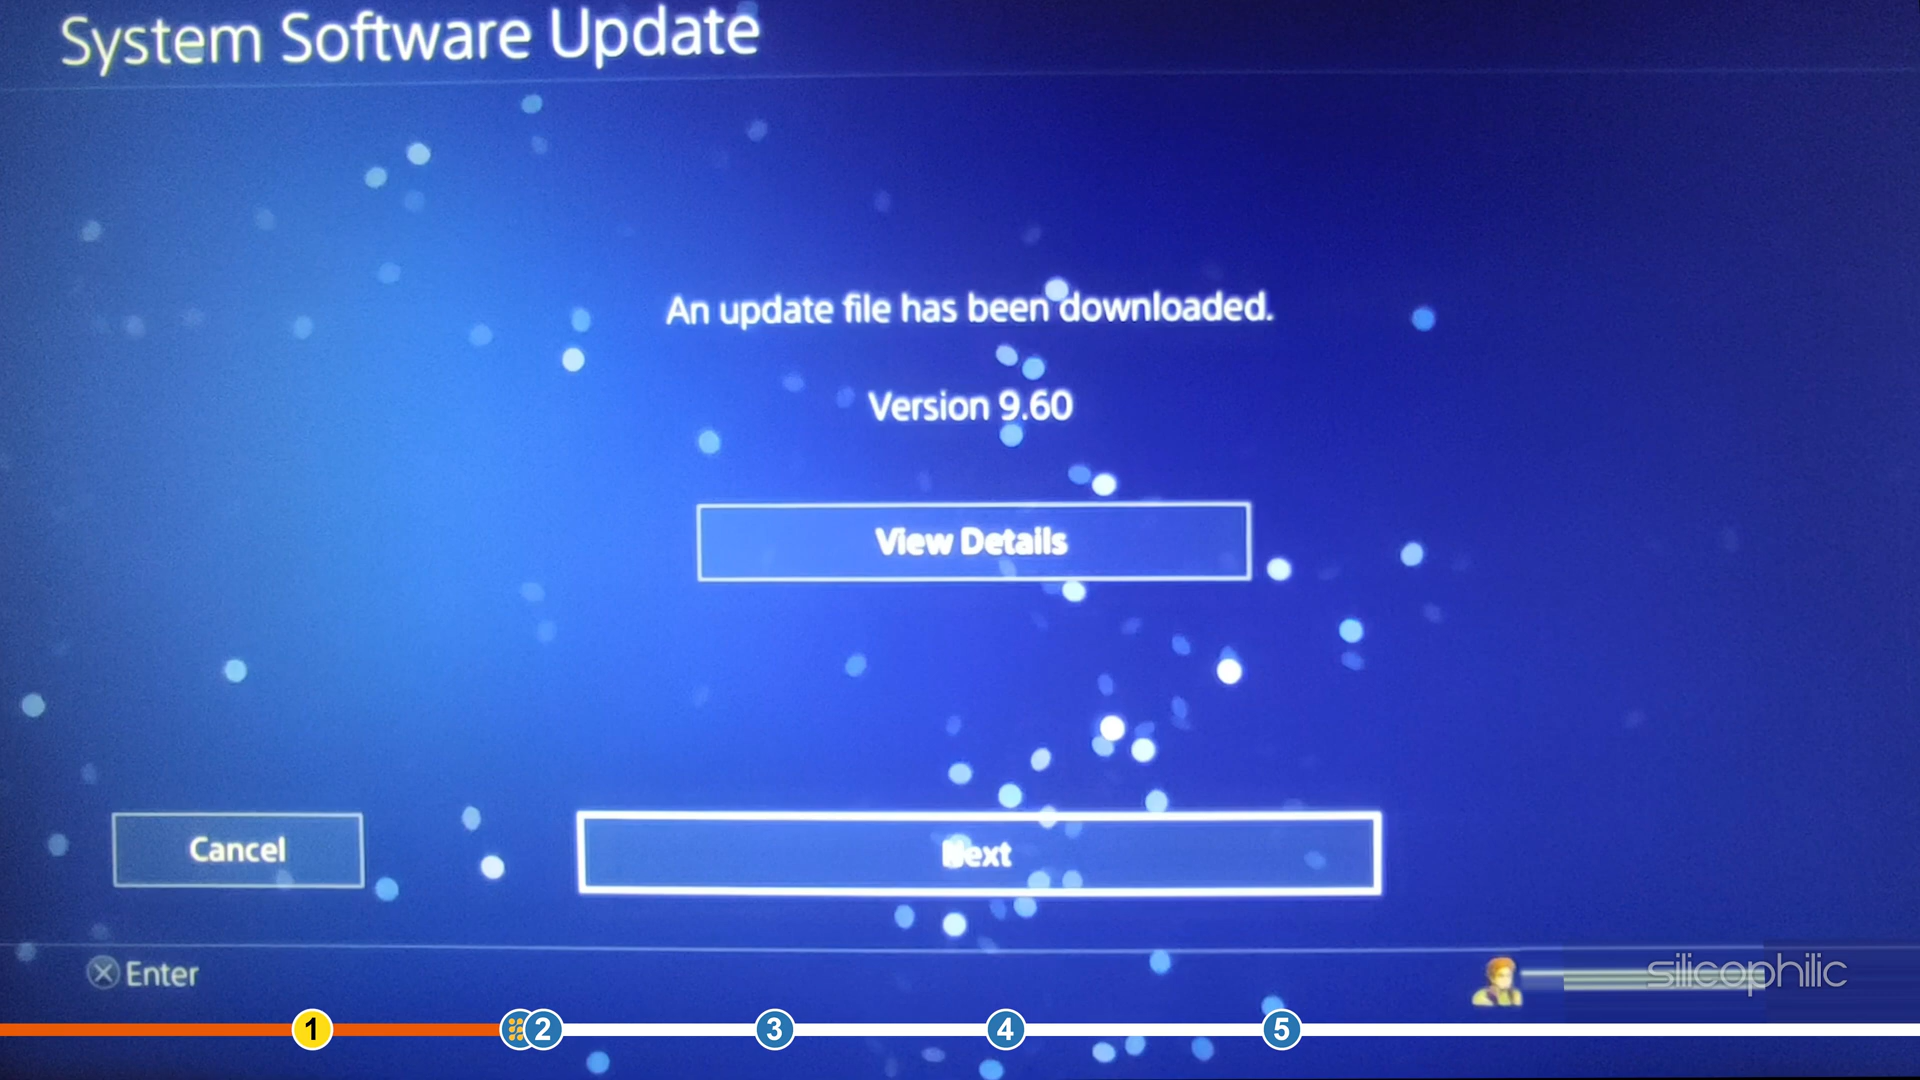 System Software Update
An update file has been downloaded.
Version 9.60
View Details
Cancel
Next
Enter
silicophilic
1
2
3
4
5